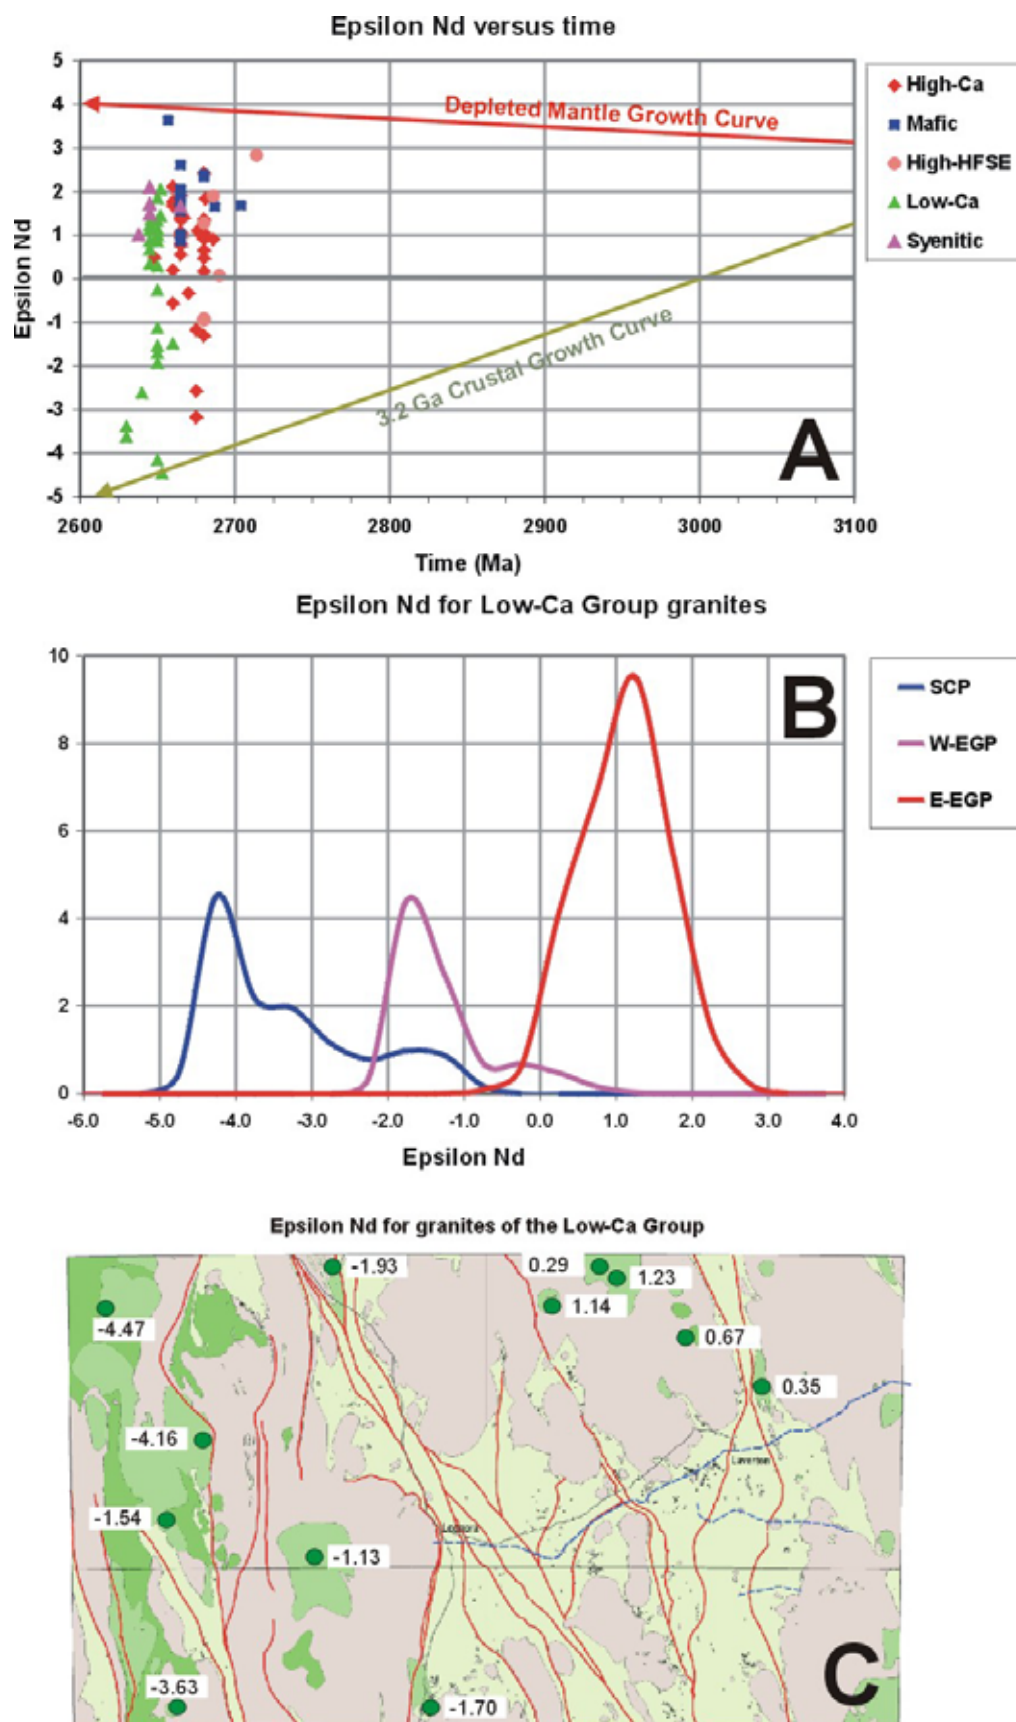 Epsilon Nd versus time
5
4
3
2
1
0
-1
-2
-3
-4
-5
Epsilon Nd
Depleted Mantle Growth Curve
3.2 Ga Crustal Growth Curve
A
2600 2700 2800 2900 3000 3100
Time (Ma)
High-Ca
Mafic
High-HFSE
Low-Ca
Syenitic
Epsilon Nd for Low-Ca Group granites
10
8
6
4
2
0
B
-6.0 -5.0 -4.0 -3.0 -2.0 -1.0 0.0 1.0 2.0 3.0 4.0
Epsilon Nd
SCP
W-EGP
E-EGP
Epsilon Nd for granites of the Low-Ca Group
-1.93
0.29
1.23
1.14
-4.47
0.67
0.35
-4.16
Laverton
-1.54
Leonora
-1.13
-3.63
-1.70
C